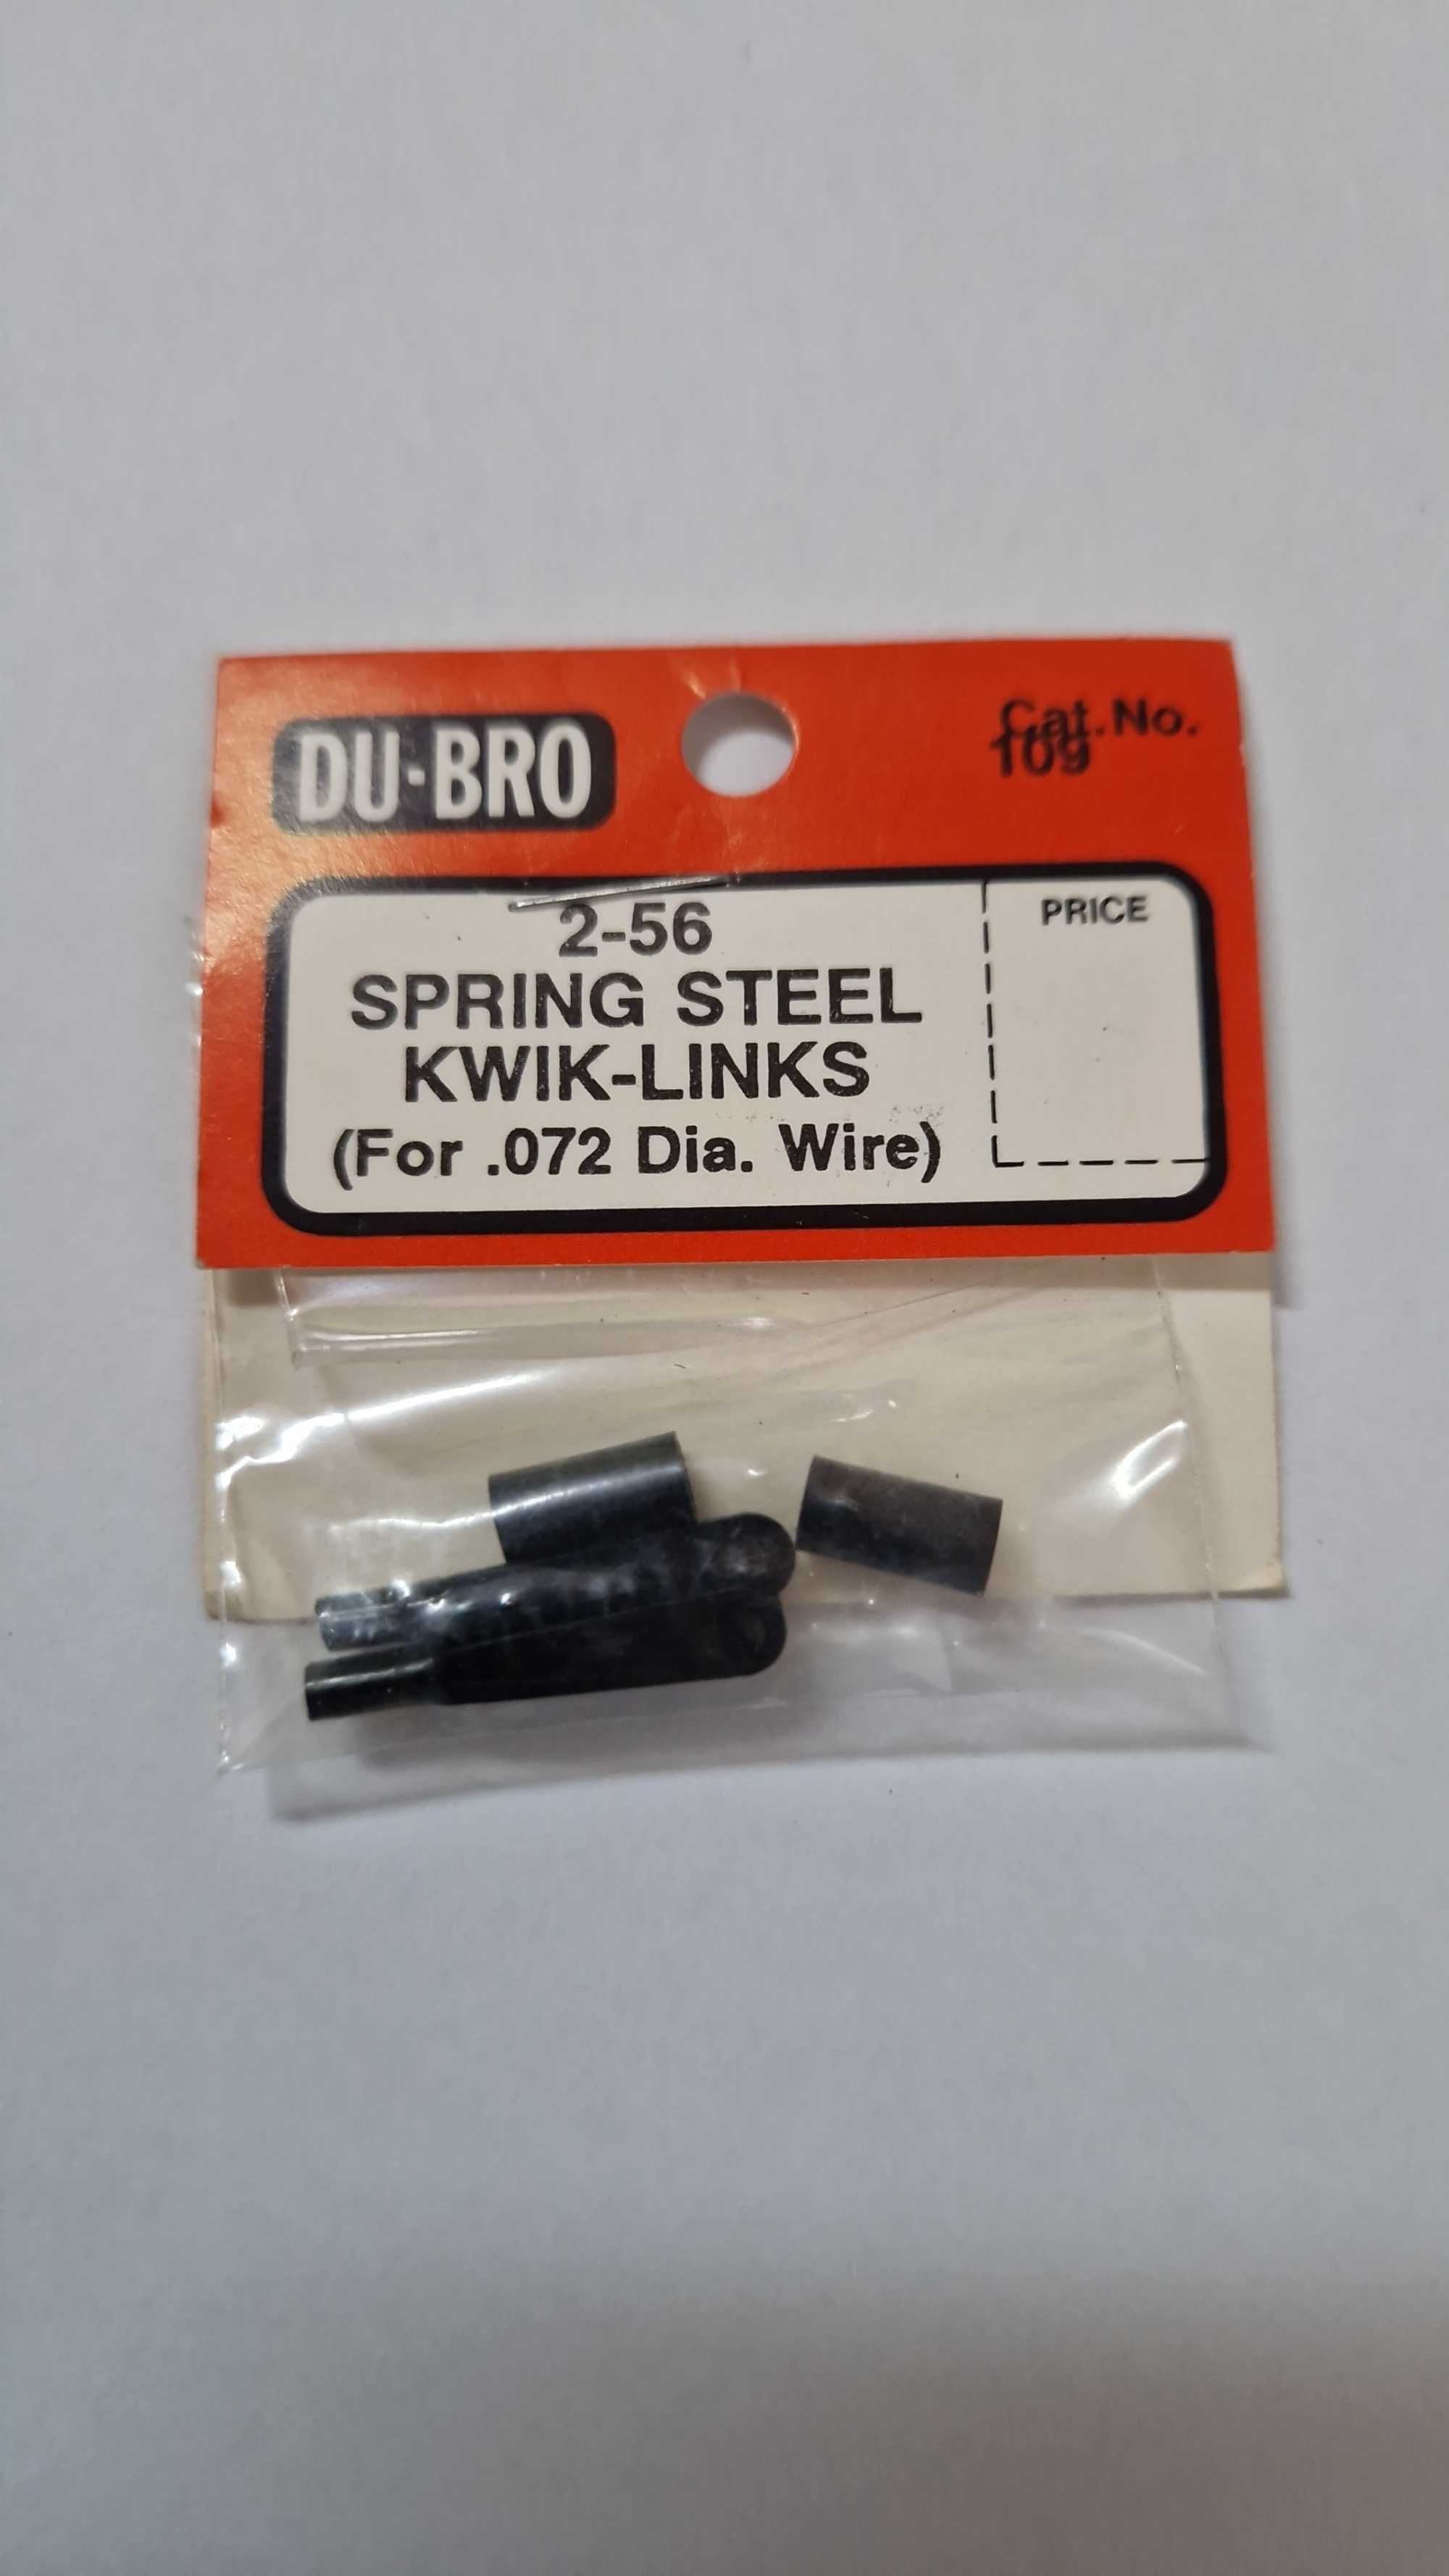 DU-BRO
Cat. No.
109
2-56
SPRING STEEL
KWIK-LINKS
(For .072 Dia. Wire)
PRICE